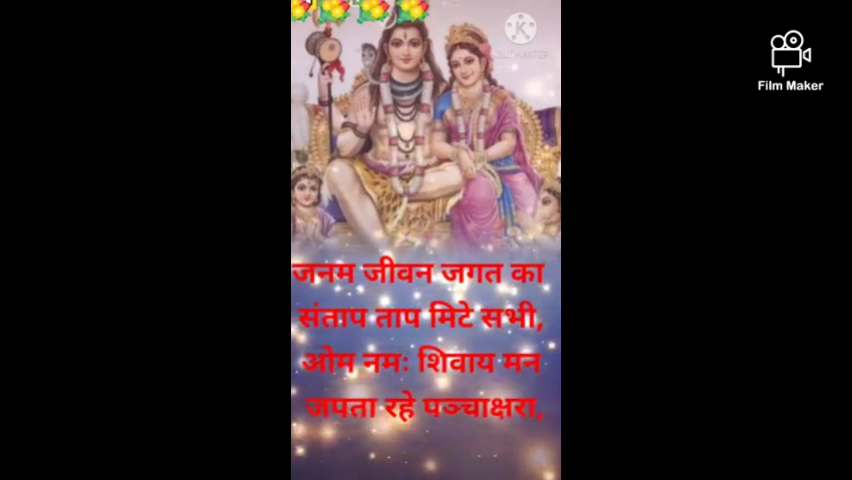 K
Film Maker
जनम जीवन जगत का
संताप ताप मिटे सभी,
ओम नमः शिवाय मन
जपता रहे पञ्चाक्षरा,